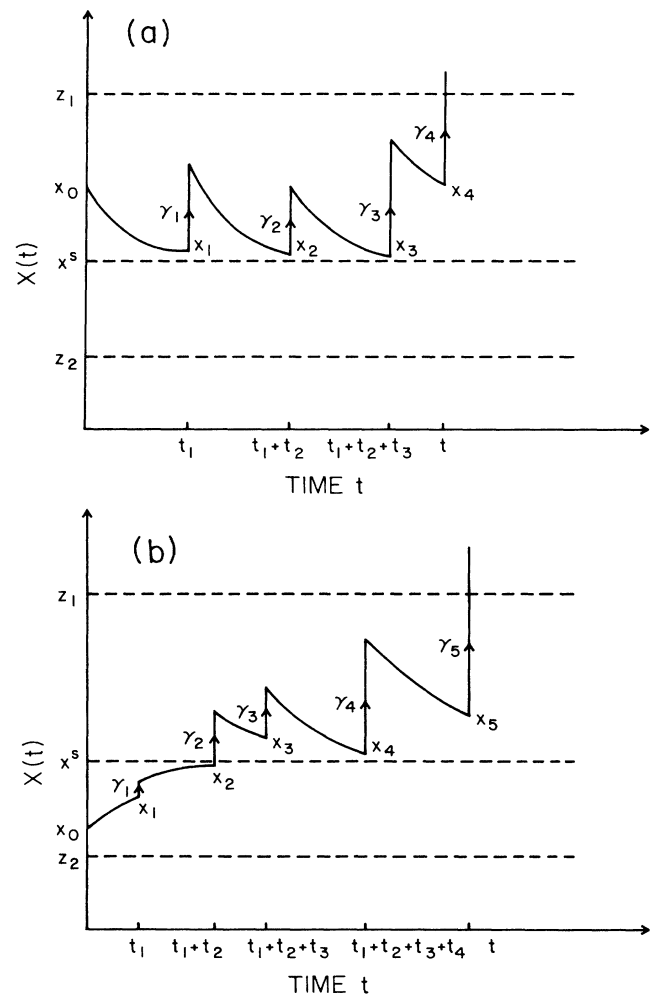 (a)
z₁
γ₄
x₀
x₄
γ₁
γ₂
γ₃
x₁
x₂
x₃
xˢ
X(t)
z₂
t₁ t₁+t₂ t₁+t₂+t₃ t
TIME t
(b)
z₁
γ₅
γ₄
γ₃
γ₂
x₅
x₃
x₄
xˢ
x₂
X(t)
γ₁
x₁
x₀
z₂
t₁ t₁+t₂ t₁+t₂+t₃ t₁+t₂+t₃+t₄ t
TIME t